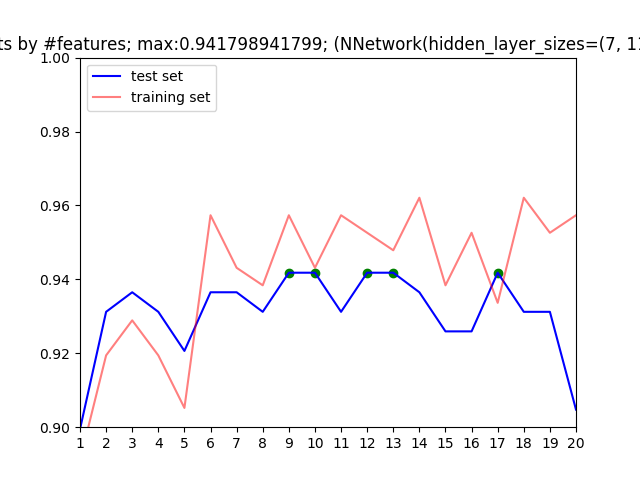 ts by #features; max:0.941798941799; (NNetwork(hidden_layer_sizes=(7, 11
test set
training set
1.00
0.98
0.96
0.94
0.92
0.90
1 2 3 4 5 6 7 8 9 10 11 12 13 14 15 16 17 18 19 20